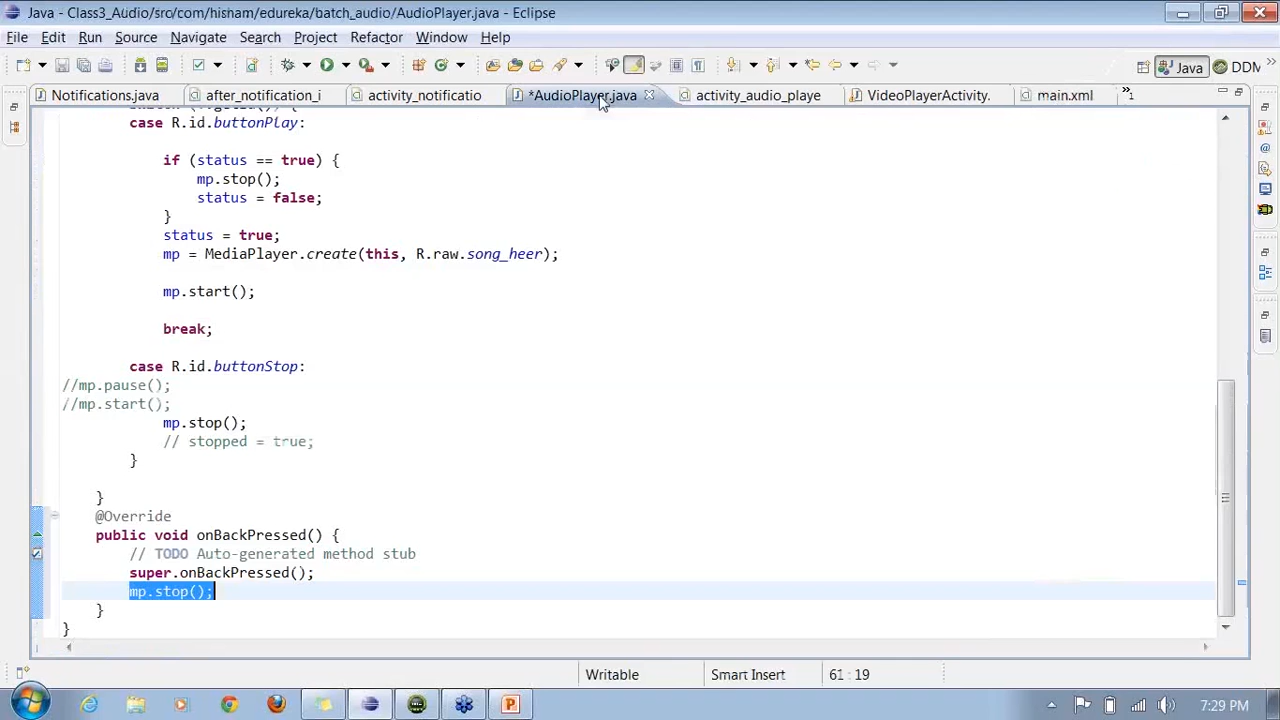 Java - Class3_Audio/src/com/hisham/edureka/batch_audio/AudioPlayer.java - Eclipse
File Edit Run Source Navigate Search Project Refactor Window Help
Java DDM
Notifications.java after_notification_i activity_notificatio *AudioPlayer.java activity_audio_playe VideoPlayerActivity. main.xml »1
case R.id.buttonPlay:
if (status == true) {
mp.stop();
status = false;
}
status = true;
mp = MediaPlayer.create(this, R.raw.song_heer);
mp.start();
break;
case R.id.buttonStop:
//mp.pause();
//mp.start();
mp.stop();
// stopped = true;
}
}
@Override
public void onBackPressed() {
// TODO Auto-generated method stub
super.onBackPressed();
mp.stop();
}
}
Writable Smart Insert 61 : 19
7:29 PM